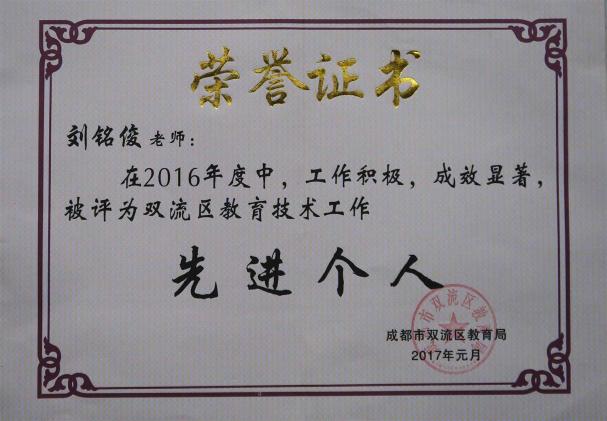 荣誉证书
刘铭俊 老师：
在2016年度中，工作积极，成效显著，
被评为双流区教育技术工作
先进个人
成都市双流区教育局
2017年元月